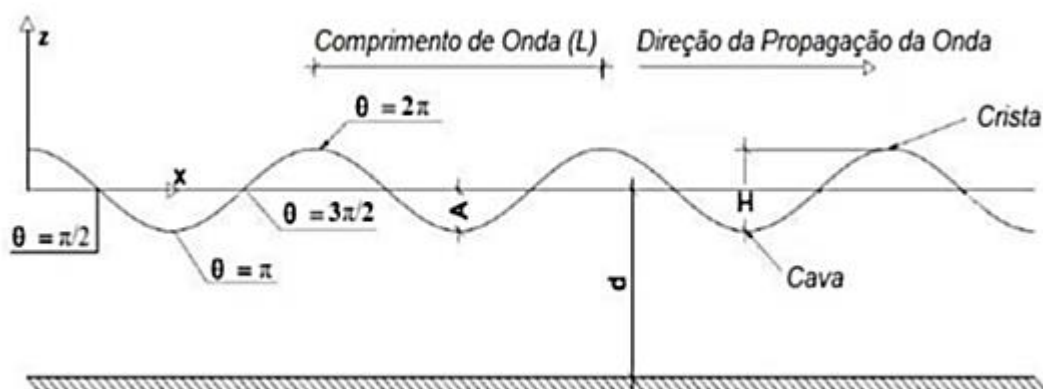 z
Comprimento de Onda (L)
Direção da Propagação da Onda
θ = 2π
Crista
x
A
H
θ = 3π/2
θ = π/2
θ = π
Cava
d